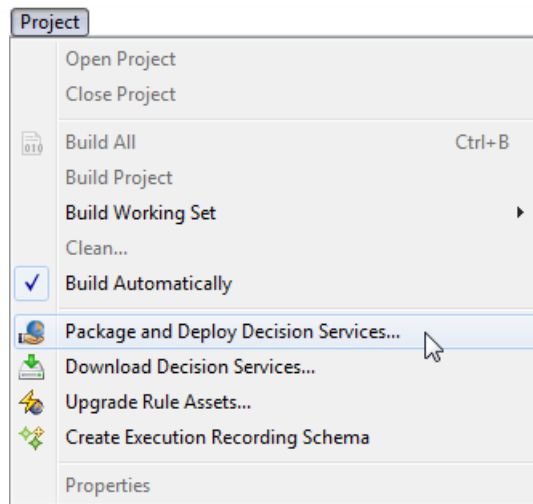 Project
Open Project
Close Project
010
Build All Ctrl+B
Build Project
Build Working Set
Clean...
Build Automatically
Package and Deploy Decision Services...
Download Decision Services...
Upgrade Rule Assets...
Create Execution Recording Schema
Properties